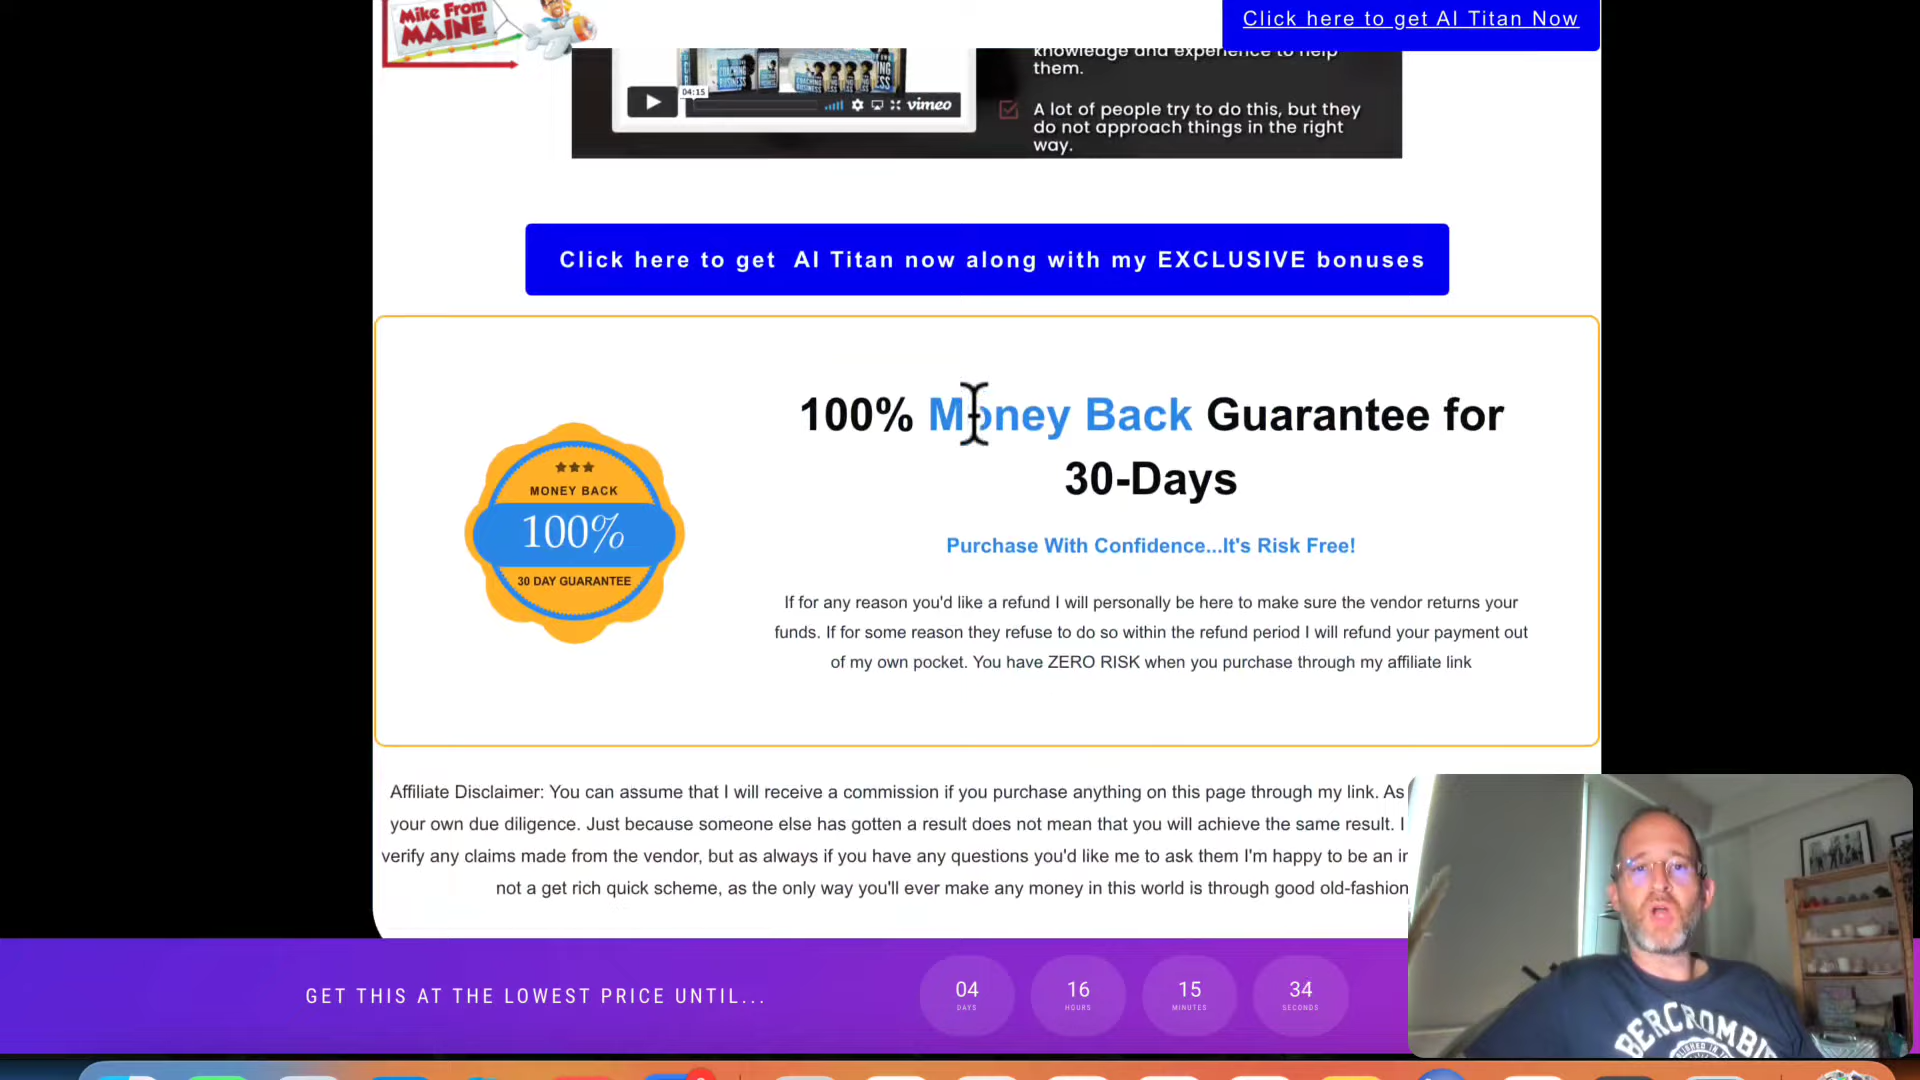 Mike From
MAINE
Click here to get AI Titan Now
knowledge and experience to help
them.
COACHING
BUSINESS
04:15
vimeo
A lot of people try to do this, but they
do not approach things in the right
way.
Click here to get AI Titan now along with my EXCLUSIVE bonuses
100% Money Back Guarantee for
30-Days
MONEY BACK
100%
30 DAY GUARANTEE
Purchase With Confidence...It's Risk Free!
If for any reason you'd like a refund I will personally be here to make sure the vendor returns your
funds. If for some reason they refuse to do so within the refund period I will refund your payment out
of my own pocket. You have ZERO RISK when you purchase through my affiliate link
Affiliate Disclaimer: You can assume that I will receive a commission if you purchase anything on this page through my link. As
your own due diligence. Just because someone else has gotten a result does not mean that you will achieve the same result. I
verify any claims made from the vendor, but as always if you have any questions you'd like me to ask them I'm happy to be an
not a get rich quick scheme, as the only way you'll ever make any money in this world is through good old-fashion
GET THIS AT THE LOWEST PRICE UNTIL...
04
DAYS
16
HOURS
15
MINUTES
34
SECONDS
BERCROMBI